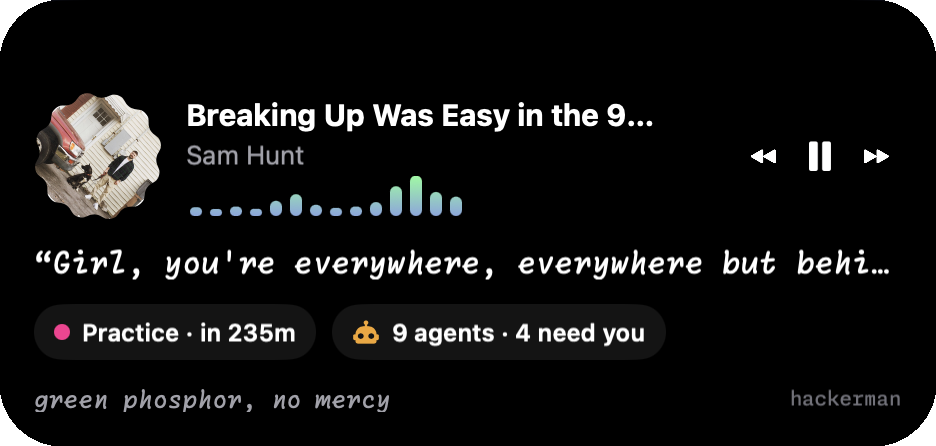 Breaking Up Was Easy in the 9...
Sam Hunt
“Girl, you're everywhere, everywhere but behi…
Practice · in 235m
9 agents · 4 need you
green phosphor, no mercy
hackerman